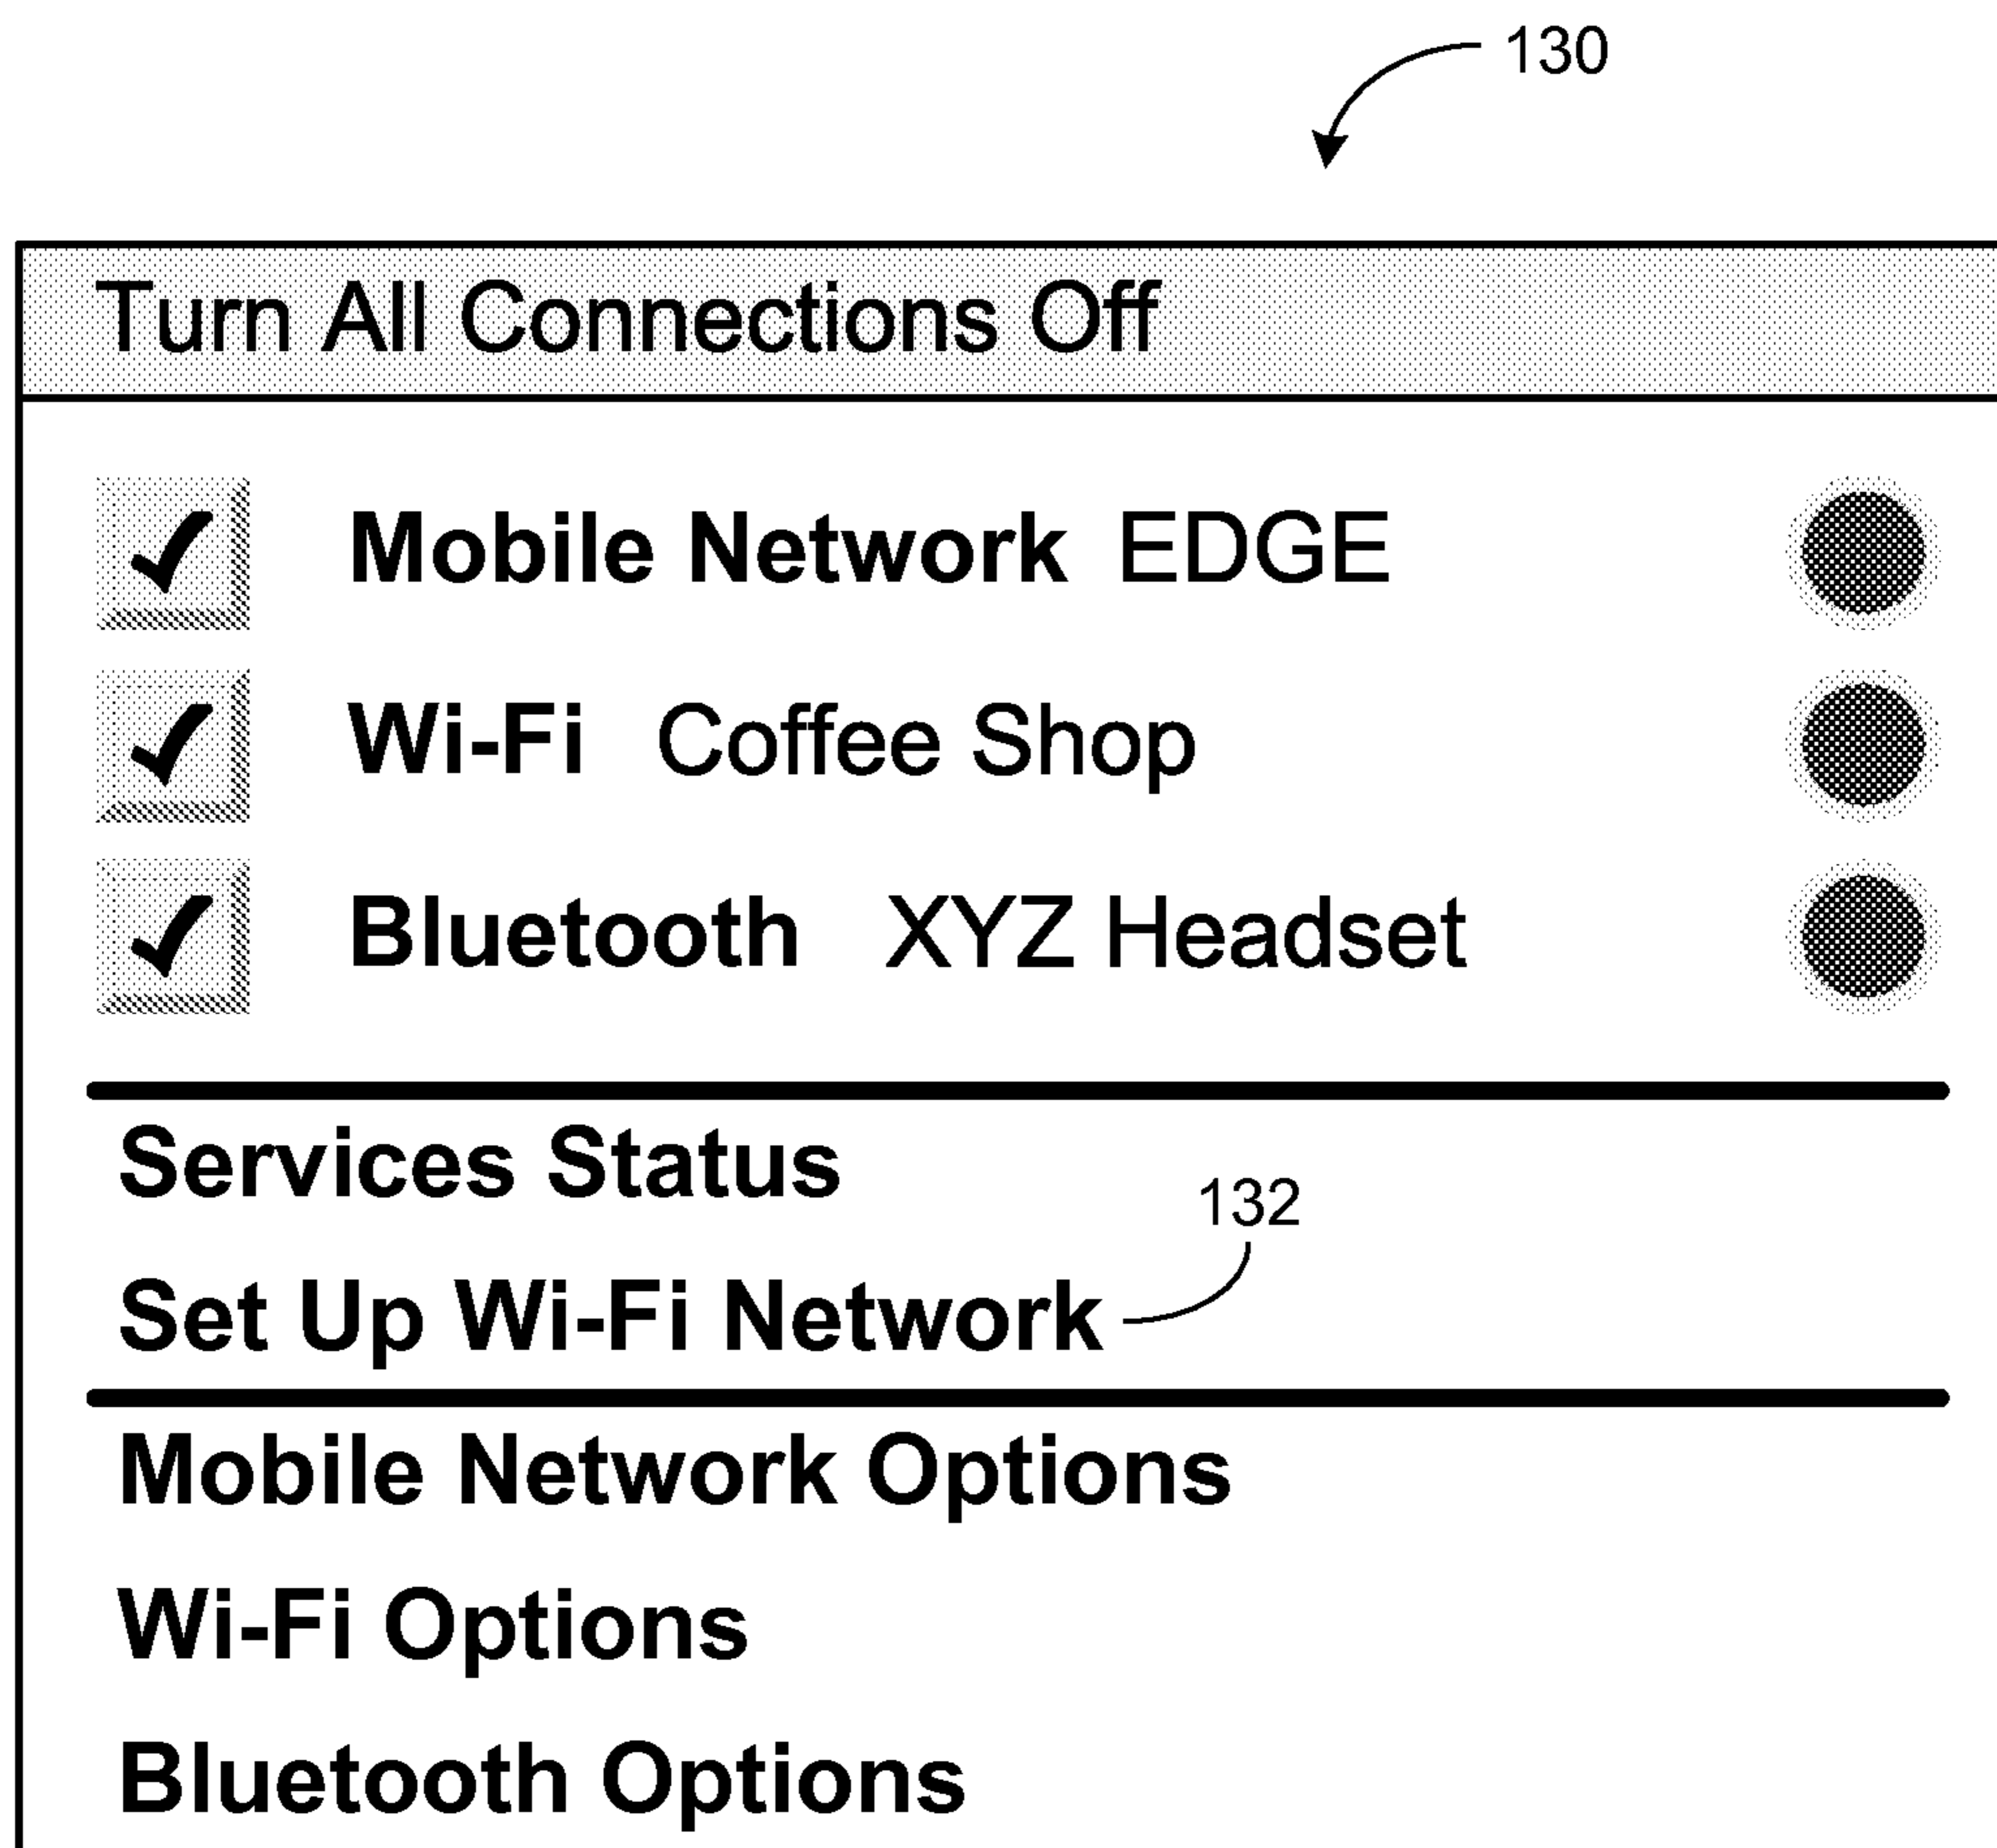 130
Turn All Connections Off
Mobile Network EDGE
Wi-Fi Coffee Shop
Bluetooth XYZ Headset
Services Status
132
Set Up Wi-Fi Network
Mobile Network Options
Wi-Fi Options
Bluetooth Options